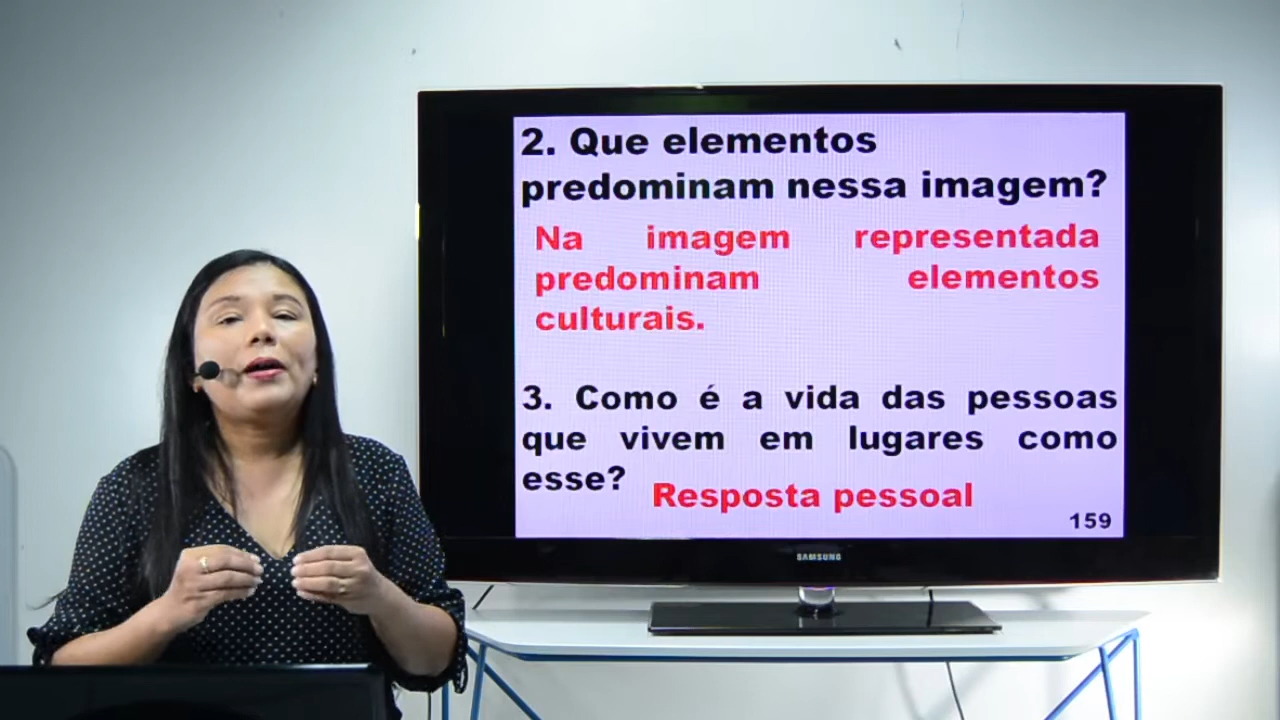 2. Que elementos
predominam nessa imagem?
Na imagem representada
predominam elementos
culturais.
3. Como é a vida das pessoas
que vivem em lugares como
esse?
Resposta pessoal
159
SAMSUNG